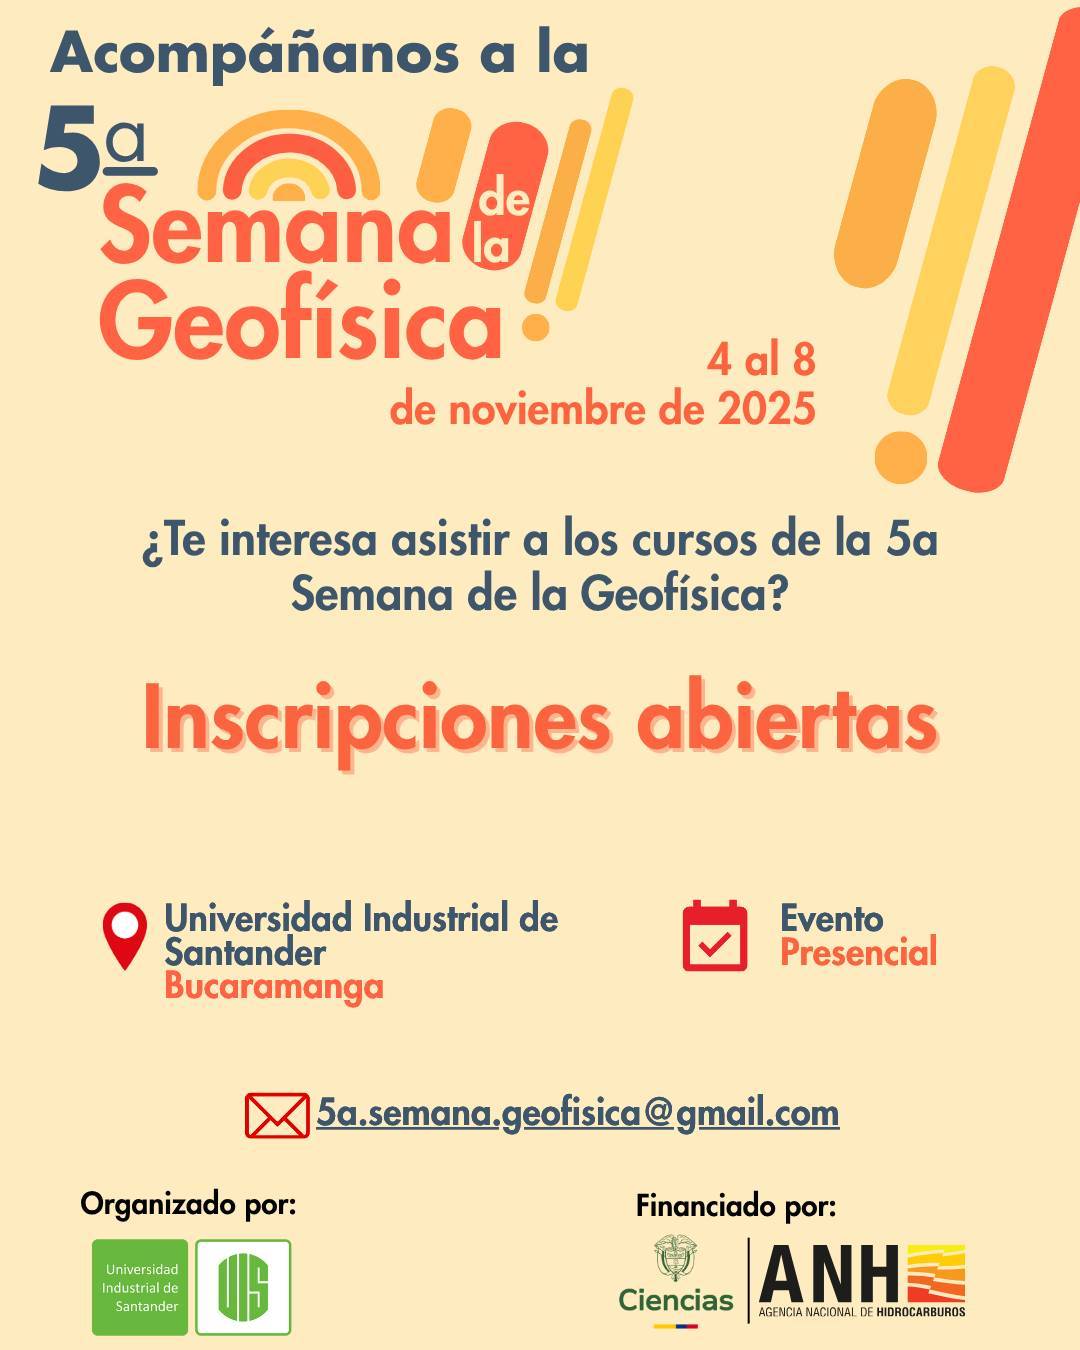 Acompáñanos a la
5ª
Semana de la
Geofísica
4 al 8
de noviembre de 2025
¿Te interesa asistir a los cursos de la 5a
Semana de la Geofísica?
Inscripciones abiertas
Universidad Industrial de
Santander
Bucaramanga
Evento
Presencial
5a.semana.geofisica@gmail.com
Organizado por:
Universidad
Industrial de
Santander
UIS
Financiado por:
Ciencias
ANH
AGENCIA NACIONAL DE HIDROCARBUROS